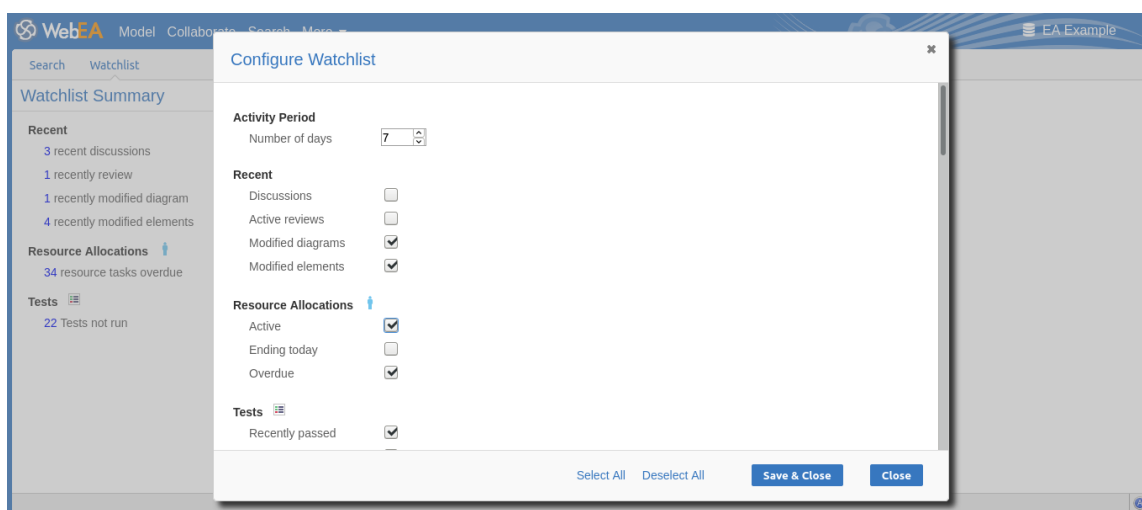 WebEA Model Collaborate Search More EA Example
Search Watchlist
Watchlist Summary
Recent
3 recent discussions
1 recently review
1 recently modified diagram
4 recently modified elements
Resource Allocations
34 resource tasks overdue
Tests
22 Tests not run
Configure Watchlist
Activity Period
Number of days 7
Recent
Discussions
Active reviews
Modified diagrams
Modified elements
Resource Allocations
Active
Ending today
Overdue
Tests
Recently passed
Select All Deselect All Save & Close Close